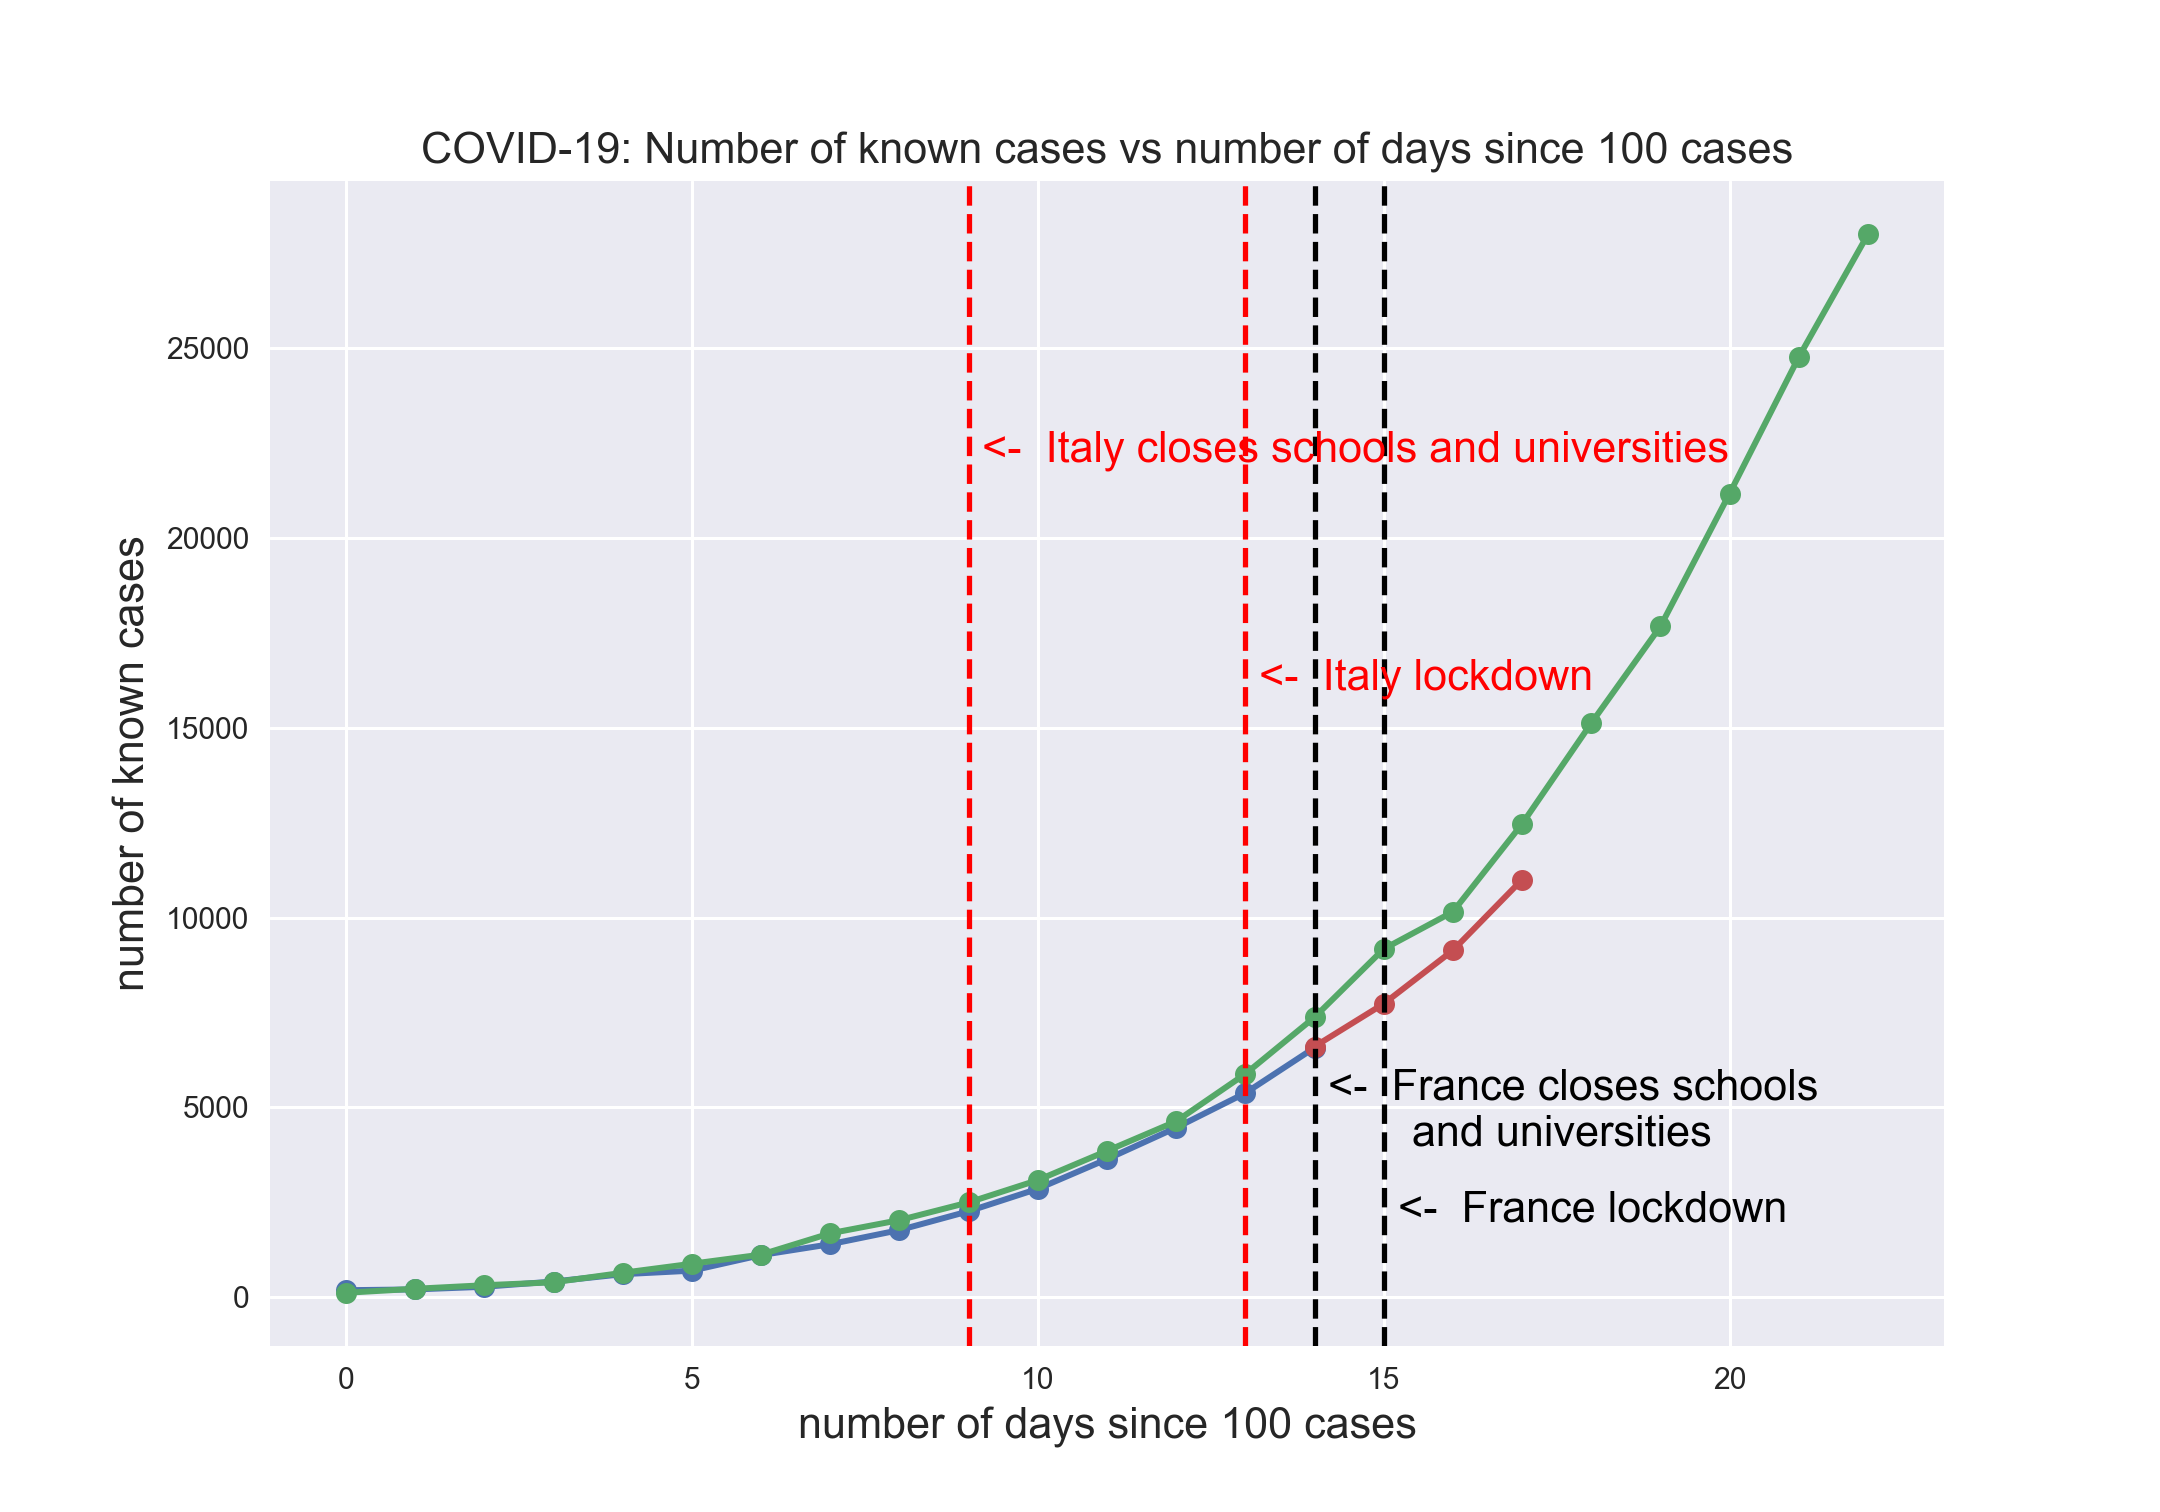 COVID-19: Number of known cases vs number of days since 100 cases
number of known cases
25000
20000
15000
10000
5000
0
<-  Italy closes schools and universities
<-  Italy lockdown
<-  France closes schools
and universities
<-  France lockdown
0 5 10 15 20
number of days since 100 cases